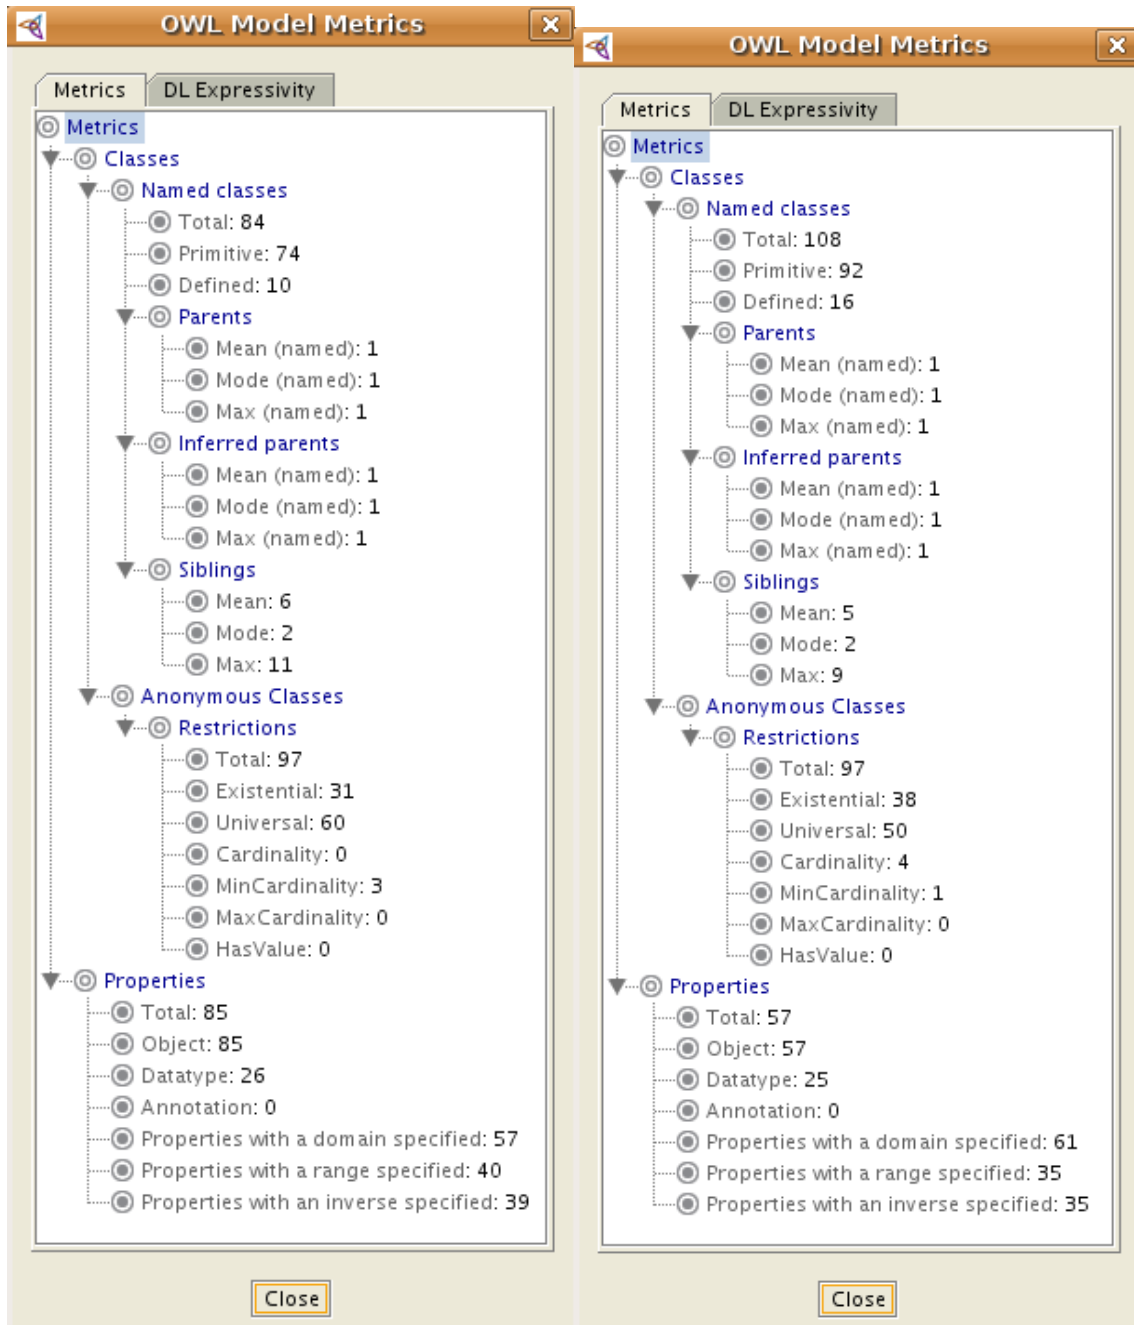 OWL Model Metrics
Metrics
DL Expressivity
Metrics
Classes
Named classes
Total: 84
Primitive: 74
Defined: 10
Parents
Mean (named): 1
Mode (named): 1
Max (named): 1
Inferred parents
Mean (named): 1
Mode (named): 1
Max (named): 1
Siblings
Mean: 6
Mode: 2
Max: 11
Anonymous Classes
Restrictions
Total: 97
Existential: 31
Universal: 60
Cardinality: 0
MinCardinality: 3
MaxCardinality: 0
HasValue: 0
Properties
Total: 85
Object: 85
Datatype: 26
Annotation: 0
Properties with a domain specified: 57
Properties with a range specified: 40
Properties with an inverse specified: 39
Close
OWL Model Metrics
Metrics
DL Expressivity
Metrics
Classes
Named classes
Total: 108
Primitive: 92
Defined: 16
Parents
Mean (named): 1
Mode (named): 1
Max (named): 1
Inferred parents
Mean (named): 1
Mode (named): 1
Max (named): 1
Siblings
Mean: 5
Mode: 2
Max: 9
Anonymous Classes
Restrictions
Total: 97
Existential: 38
Universal: 50
Cardinality: 4
MinCardinality: 1
MaxCardinality: 0
HasValue: 0
Properties
Total: 57
Object: 57
Datatype: 25
Annotation: 0
Properties with a domain specified: 61
Properties with a range specified: 35
Properties with an inverse specified: 35
Close